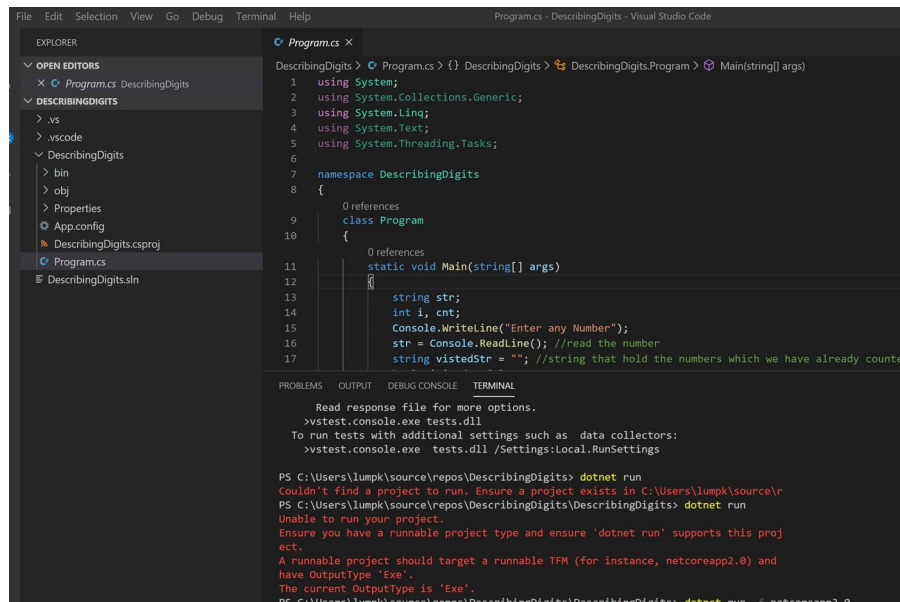 File Edit Selection View Go Debug Terminal Help
Program.cs - DescribingDigits - Visual Studio Code
EXPLORER
OPEN EDITORS
Program.cs DescribingDigits
DESCRIBINGDIGITS
.vs
.vscode
DescribingDigits
bin
obj
Properties
App.config
DescribingDigits.csproj
Program.cs
DescribingDigits.sln
Program.cs
DescribingDigits > Program.cs > {} DescribingDigits > DescribingDigits.Program > Main(string[] args)
1 using System;
2 using System.Collections.Generic;
3 using System.Linq;
4 using System.Text;
5 using System.Threading.Tasks;
6
7 namespace DescribingDigits
8 {
0 references
9 class Program
10 {
0 references
11 static void Main(string[] args)
12 {
13 string str;
14 int i, cnt;
15 Console.WriteLine("Enter any Number");
16 str = Console.ReadLine(); //read the number
17 string vistedStr = ""; //string that hold the numbers which we have already counte
PROBLEMS OUTPUT DEBUG CONSOLE TERMINAL
Read response file for more options.
>vstest.console.exe tests.dll
To run tests with additional settings such as data collectors:
>vstest.console.exe tests.dll /Settings:Local.RunSettings
PS C:\Users\lumpk\source\repos\DescribingDigits> dotnet run
Couldn't find a project to run. Ensure a project exists in C:\Users\lumpk\source\r
PS C:\Users\lumpk\source\repos\DescribingDigits\DescribingDigits> dotnet run
Unable to run your project.
Ensure you have a runnable project type and ensure 'dotnet run' supports this proj
ect.
A runnable project should target a runnable TFM (for instance, netcoreapp2.0) and
have OutputType 'Exe'.
The current OutputType is 'Exe'.